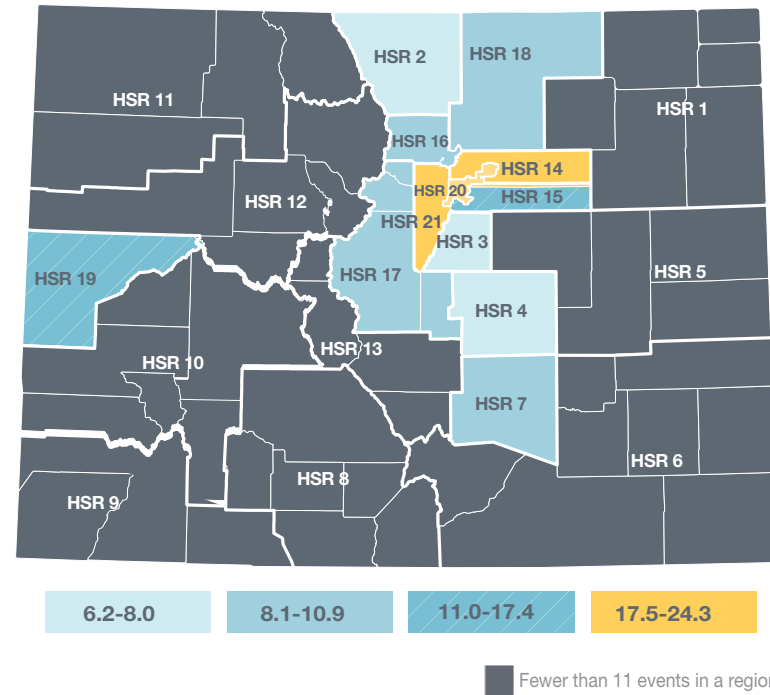 HSR 2
HSR 18
HSR 11
HSR 1
HSR 16
HSR 14
HSR 20
HSR 15
HSR 12
HSR 21
HSR 3
HSR 19
HSR 17
HSR 5
HSR 4
HSR 13
HSR 10
HSR 7
HSR 6
HSR 8
HSR 9
6.2-8.0
8.1-10.9
11.0-17.4
17.5-24.3
Fewer than 11 events in a region